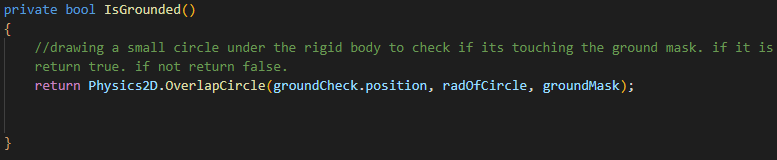 private bool IsGrounded()
{
//drawing a small circle under the rigid body to check if its touching the ground mask. if it is
return true. if not return false.
return Physics2D.OverlapCircle(groundCheck.position, radOfCircle, groundMask);
}